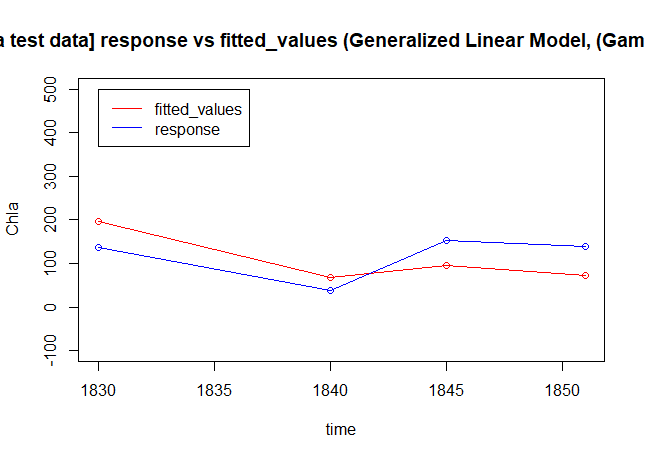 a test data] response vs fitted_values (Generalized Linear Model, (Gam
fitted_values
response
Chla
500
400
300
200
100
0
-100
1830
1835
1840
1845
1850
time